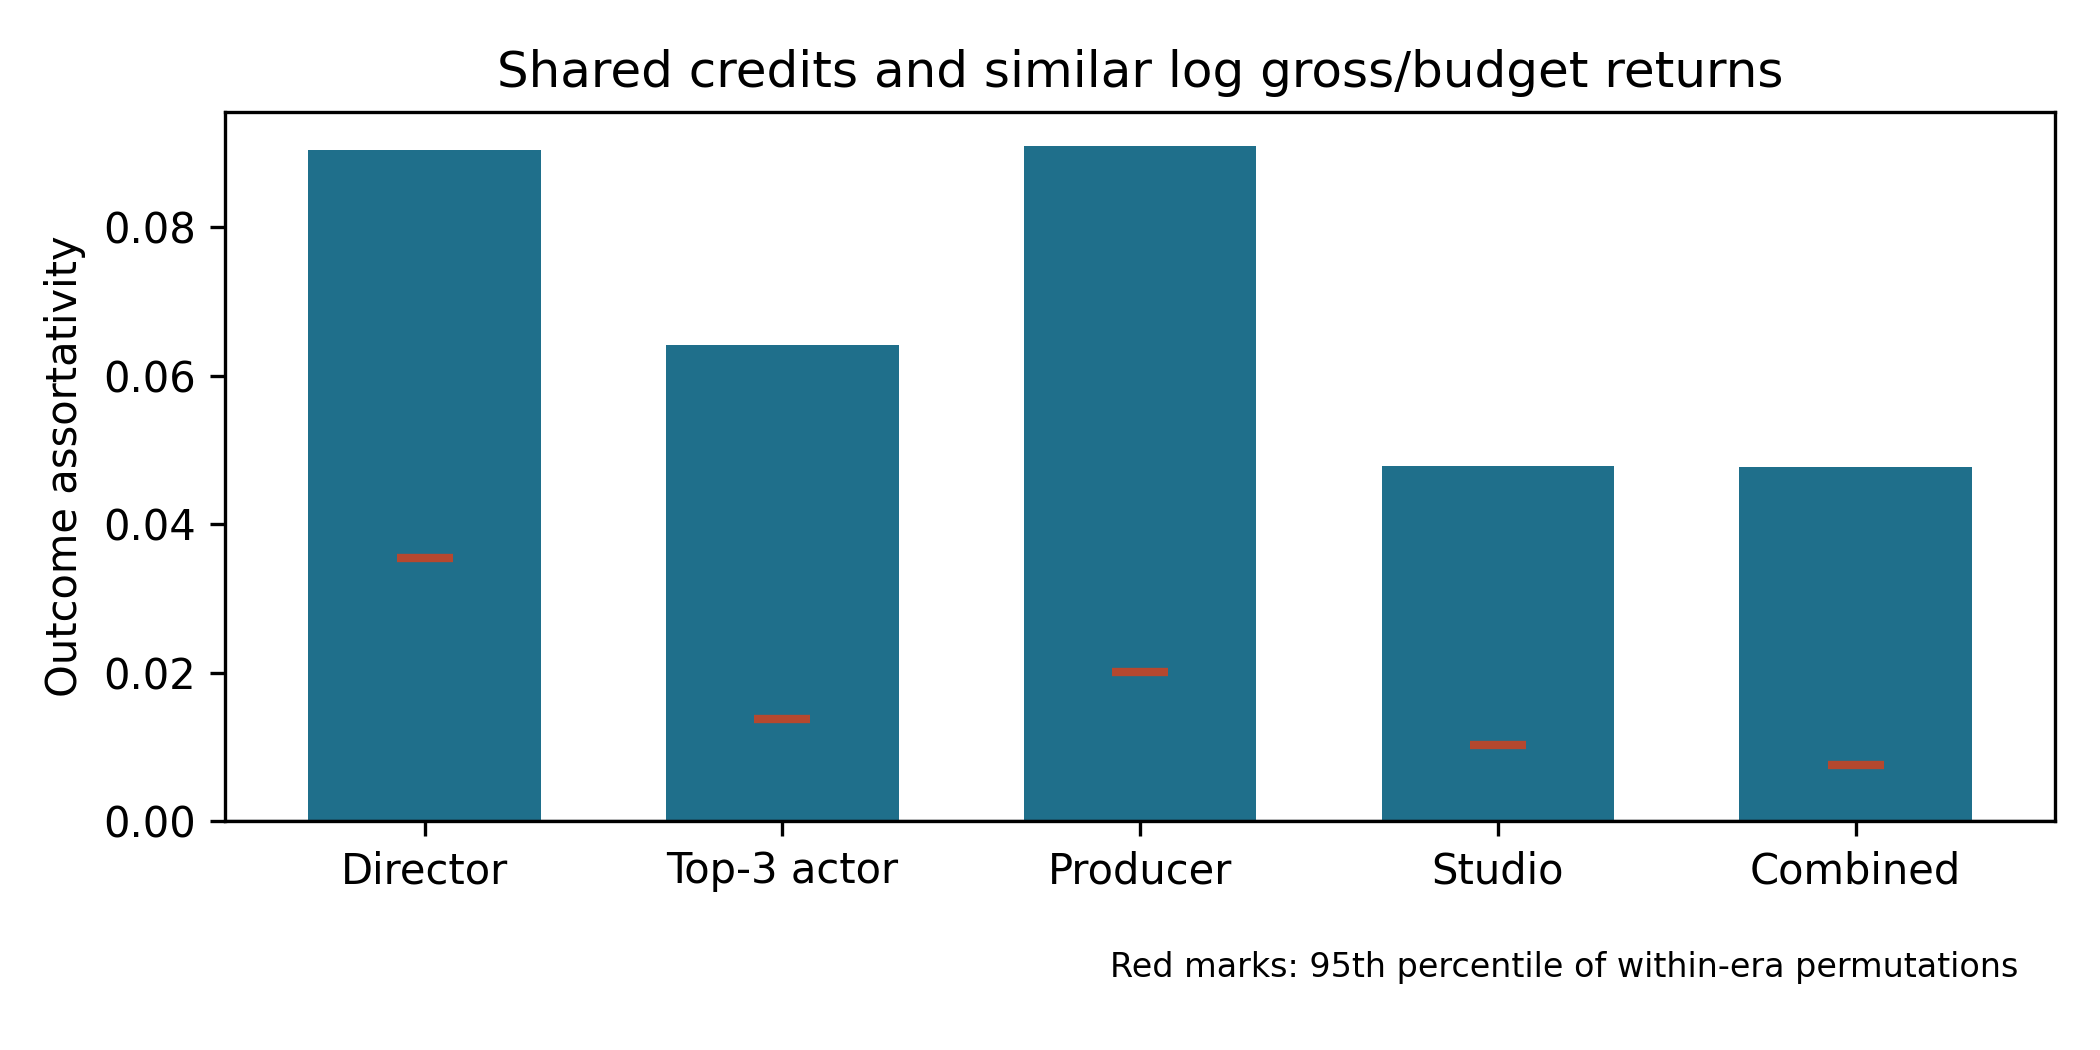 Shared credits and similar log gross/budget returns
Outcome assortativity
0.08
0.06
0.04
0.02
0.00
Director Top-3 actor Producer Studio Combined
Red marks: 95th percentile of within-era permutations